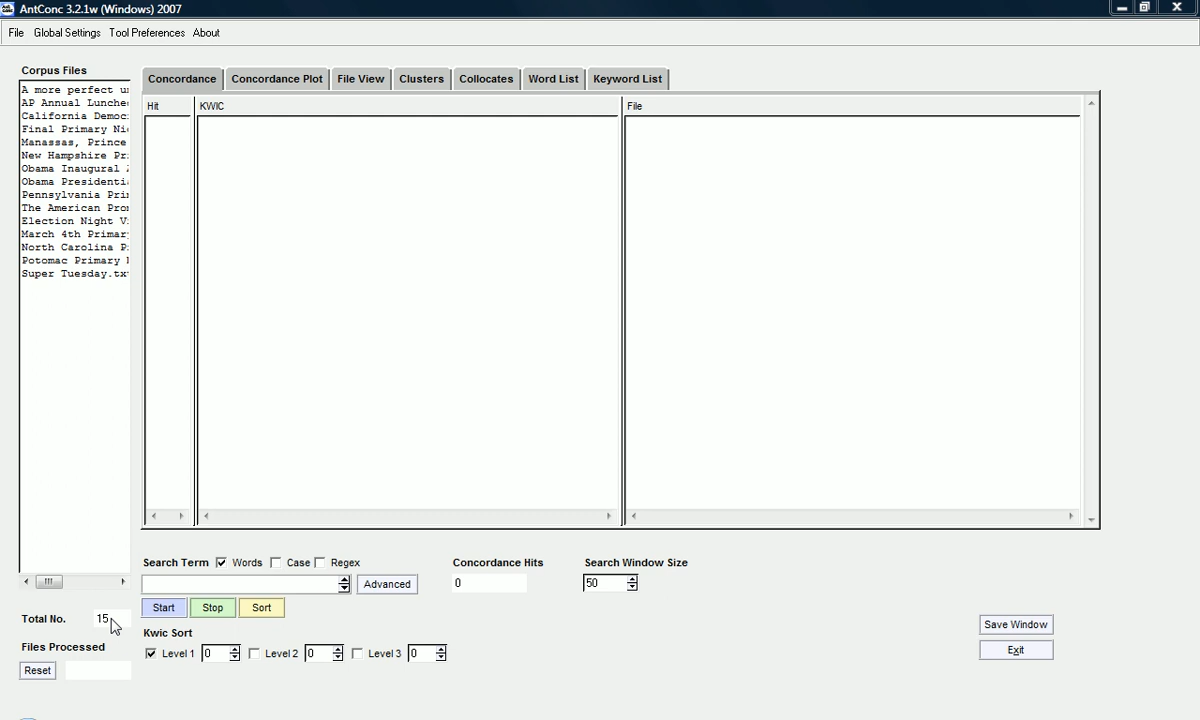 AntConc 3.2.1w (Windows) 2007
File Global Settings Tool Preferences About
Corpus Files
Concordance Concordance Plot File View Clusters Collocates Word List Keyword List
Hit KWIC File
A more perfect
AP Annual Lunche
California Democ
Final Primary Ni
Manassas, Prince
New Hampshire Pr
Obama Inaugural
Obama Presidenti
Pennsylvania Pri
The American Pro
Election Night V
March 4th Primar
North Carolina P
Potomac Primary
Super Tuesday.tx
Search Term Words Case Regex Concordance Hits Search Window Size
Advanced 0 50
Start Stop Sort
Total No. 15
Kwic Sort
Files Processed
Level 1 0 Level 2 0 Level 3 0
Reset
Save Window
Exit